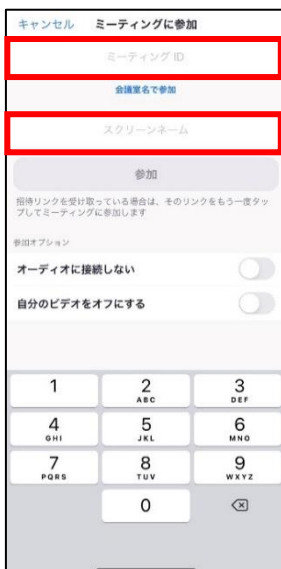 キャンセル ミーティングに参加
ミーティング ID
会議室名で参加
スクリーンネーム
参加
招待リンクを受け取っている場合は、そのリンクをもう一度タッ
プしてミーティングに参加します
参加オプション
オーディオに接続しない
自分のビデオをオフにする
1 2 3
ABC DEF
4 5 6
GHI JKL MNO
7 8 9
PQRS TUV WXYZ
0